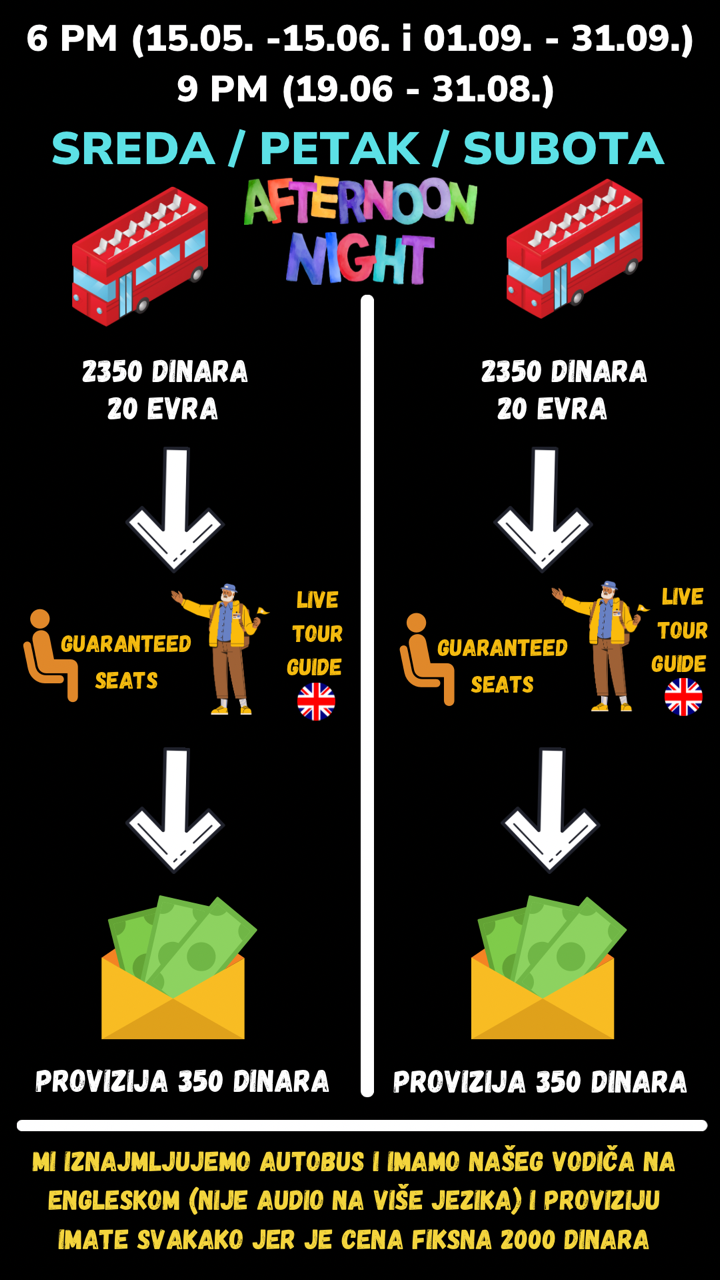 6 PM (15.05. -15.06. i 01.09. - 31.09.)
9 PM (19.06 - 31.08.)
SREDA / PETAK / SUBOTA
AFTERNOON
NIGHT
2350 DINARA
20 EVRA
GUARANTEED
SEATS
LIVE
TOUR
GUIDE
PROVIZIJA 350 DINARA
2350 DINARA
20 EVRA
GUARANTEED
SEATS
LIVE
TOUR
GUIDE
PROVIZIJA 350 DINARA
MI IZNAJMLJUJEMO AUTOBUS I IMAMO NAŠEG VODIČA NA
ENGLESKOM (NIJE AUDIO NA VIŠE JEZIKA) I PROVIZIJU
IMATE SVAKAKO JER JE CENA FIKSNA 2000 DINARA